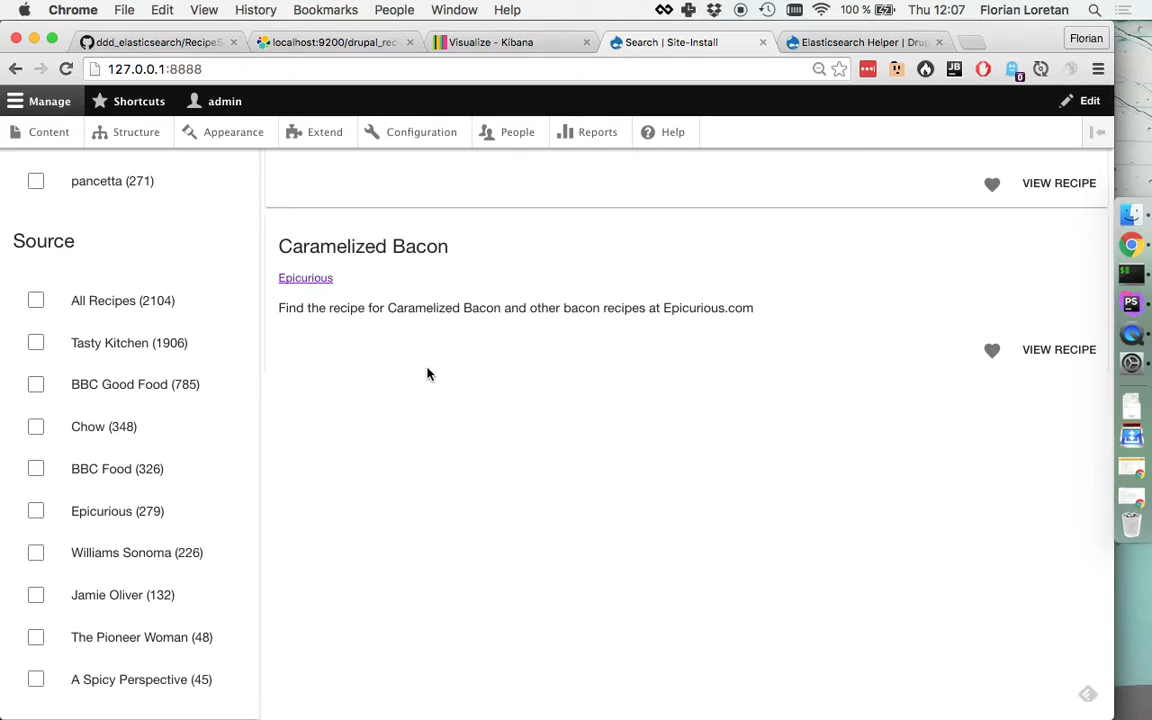 Chrome File Edit View History Bookmarks People Window Help 100 % Thu 12:07 Florian Loretan
ddd_elasticsearch/RecipeS localhost:9200/drupal_rec Visualize - Kibana Search | Site-Install Elasticsearch Helper | Dru Florian
127.0.0.1:8888
Manage Shortcuts admin Edit
Content Structure Appearance Extend Configuration People Reports Help
pancetta (271)
VIEW RECIPE
Source
Caramelized Bacon
Epicurious
Find the recipe for Caramelized Bacon and other bacon recipes at Epicurious.com
VIEW RECIPE
All Recipes (2104)
Tasty Kitchen (1906)
BBC Good Food (785)
Chow (348)
BBC Food (326)
Epicurious (279)
Williams Sonoma (226)
Jamie Oliver (132)
The Pioneer Woman (48)
A Spicy Perspective (45)